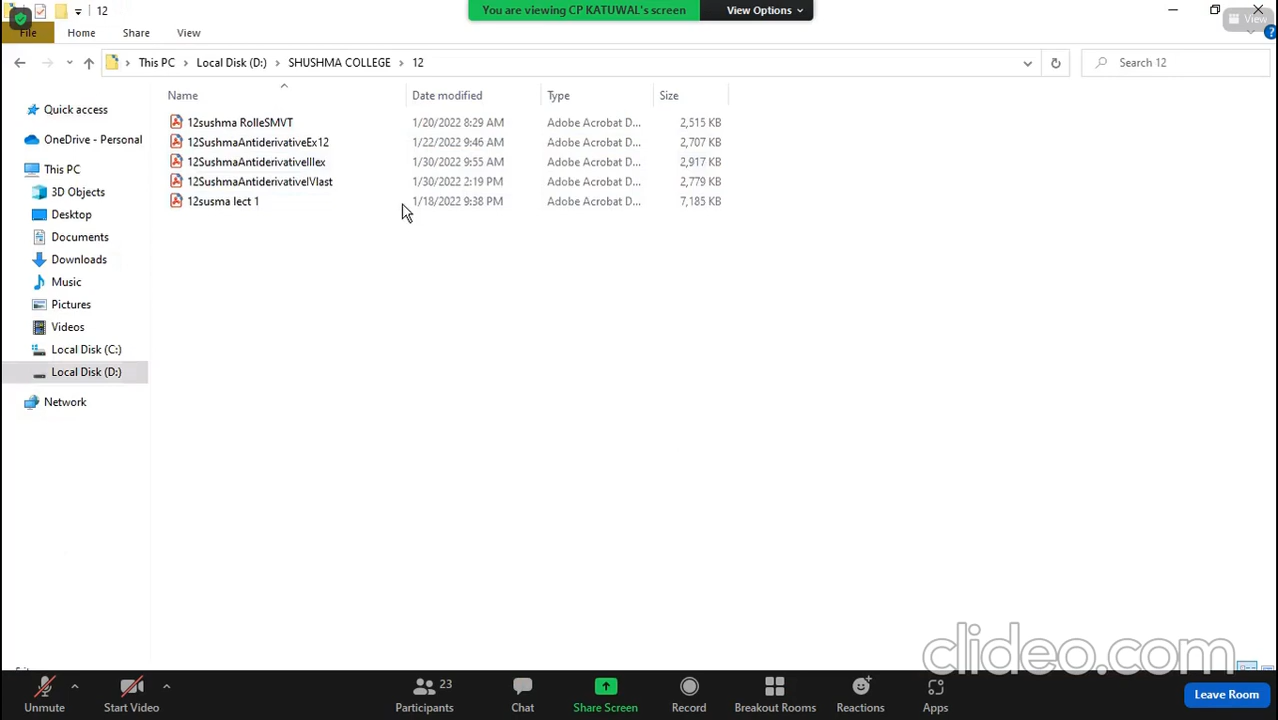 You are viewing CP KATUWAL's screen View Options
View
12
File Home Share View
This PC Local Disk (D:) SHUSHMA COLLEGE 12 Search 12
Name Date modified Type Size
12sushma RolleSMVT 1/20/2022 8:29 AM Adobe Acrobat D... 2,515 KB
12SushmaAntiderivativeEx12 1/22/2022 9:46 AM Adobe Acrobat D... 2,707 KB
12SushmaAntiderivativeIIIex 1/30/2022 9:55 AM Adobe Acrobat D... 2,917 KB
12SushmaAntiderivativeIVlast 1/30/2022 2:19 PM Adobe Acrobat D... 2,779 KB
12susma lect 1 1/18/2022 9:38 PM Adobe Acrobat D... 7,185 KB
Quick access
OneDrive - Personal
This PC
3D Objects
Desktop
Documents
Downloads
Music
Pictures
Videos
Local Disk (C:)
Local Disk (D:)
Network
clideo.com
23
Unmute Start Video Participants Chat Share Screen Record Breakout Rooms Reactions Apps Leave Room